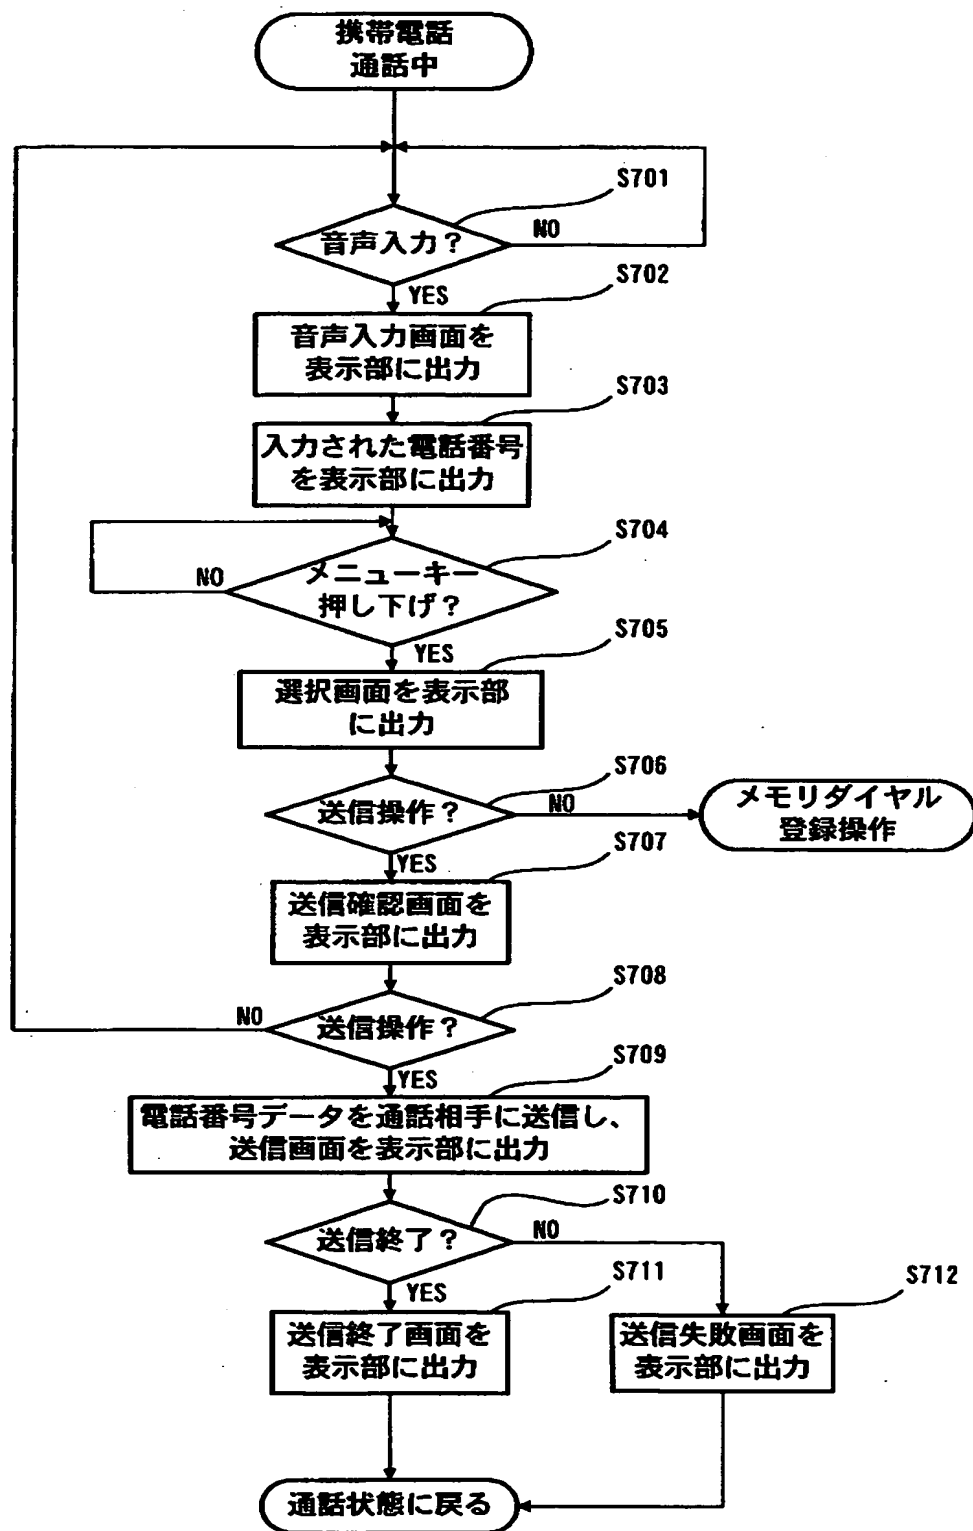 携帯電話
通話中
S701
音声入力？
NO
YES
S702
音声入力画面を
表示部に出力
S703
入力された電話番号
を表示部に出力
S704
メニューキー
押し下げ？
NO
YES
S705
選択画面を表示部
に出力
S706
送信操作？
NO
メモリダイヤル
登録操作
YES
S707
送信確認画面を
表示部に出力
S708
送信操作？
NO
YES
S709
電話番号データを通話相手に送信し、
送信画面を表示部に出力
S710
送信終了？
NO
YES
S711
送信終了画面を
表示部に出力
S712
送信失敗画面を
表示部に出力
通話状態に戻る